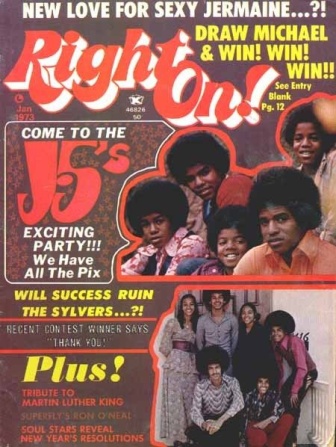 NEW LOVE FOR SEXY JERMAINE...?!
DRAW MICHAEL
& WIN! WIN!
WIN!!
See Entry
Blank
Pg. 12
Right On!
Jan
1973
46826
50¢
COME TO THE
J5's
EXCITING
PARTY!!!
We Have
All The Pix
WILL SUCCESS RUIN
THE SYLVERS...?!
RECENT CONTEST WINNER SAYS
"THANK YOU!
Plus!
TRIBUTE TO
MARTIN LUTHER KING
SUPERFLY'S RON O'NEAL
SOUL STARS REVEAL
NEW YEAR'S RESOLUTIONS